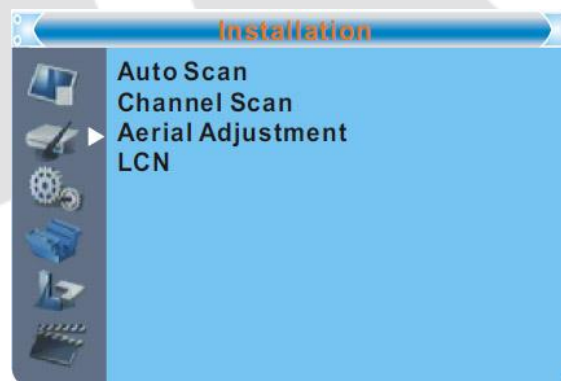 Installation
Auto Scan
Channel Scan
Aerial Adjustment
LCN